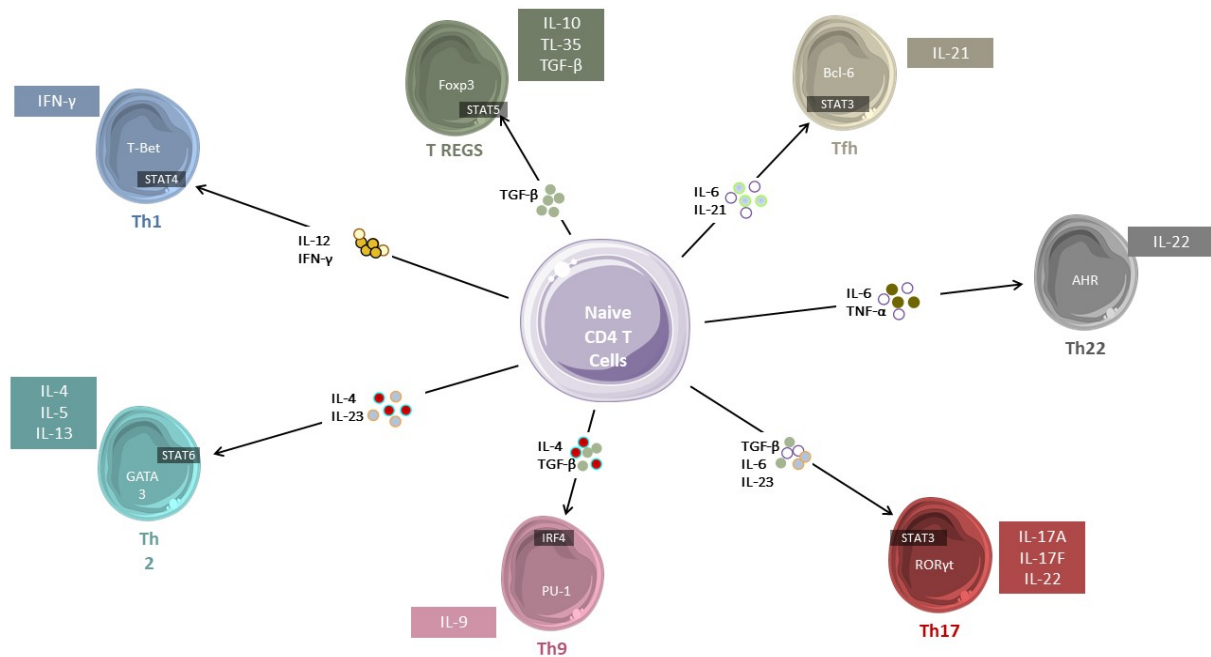 IL-10
TL-35
TGF-β
Foxp3
STAT5
T REGS
IL-21
Bcl-6
STAT3
Tfh
IFN-γ
T-Bet
STAT4
Th1
TGF-β
IL-6
IL-21
IL-12
IFN-γ
IL-22
AHR
Th22
IL-6
TNF-α
Naive
CD4 T
Cells
IL-4
IL-5
IL-13
STAT6
GATA
3
Th
2
IL-4
IL-23
IL-4
TGF-β
TGF-β
IL-6
IL-23
IRF4
PU-1
IL-9
Th9
STAT3
RORγt
IL-17A
IL-17F
IL-22
Th17